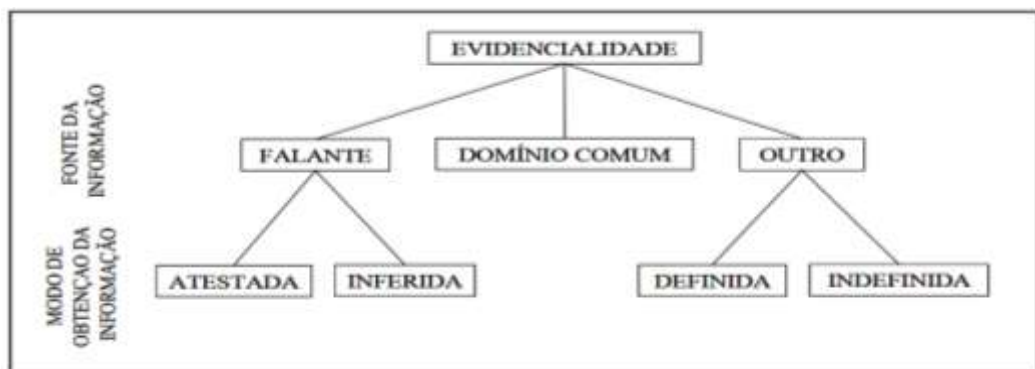 EVIDENCIALIDADE
FONTE DA
INFORMAÇÃO
FALANTE
DOMÍNIO COMUM
OUTRO
MODO DE
OBTENÇAO DA
INFORMAÇÃO
ATESTADA
INFERIDA
DEFINIDA
INDEFINIDA